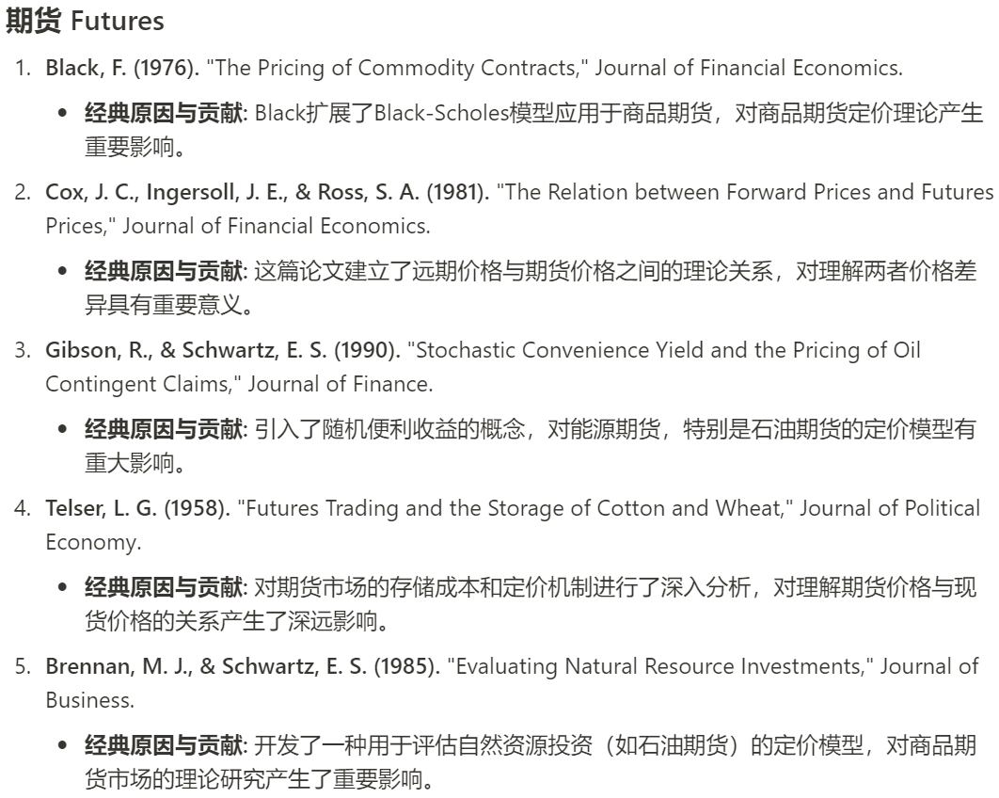 期货 Futures
1. Black, F. (1976). "The Pricing of Commodity Contracts," Journal of Financial Economics.
• 经典原因与贡献: Black扩展了Black-Scholes模型应用于商品期货，对商品期货定价理论产生
重要影响。
2. Cox, J. C., Ingersoll, J. E., & Ross, S. A. (1981). "The Relation between Forward Prices and Futures
Prices," Journal of Financial Economics.
• 经典原因与贡献: 这篇论文建立了远期价格与期货价格之间的理论关系，对理解两者价格差
异具有重要意义。
3. Gibson, R., & Schwartz, E. S. (1990). "Stochastic Convenience Yield and the Pricing of Oil
Contingent Claims," Journal of Finance.
• 经典原因与贡献: 引入了随机便利收益的概念，对能源期货，特别是石油期货的定价模型有
重大影响。
4. Telser, L. G. (1958). "Futures Trading and the Storage of Cotton and Wheat," Journal of Political
Economy.
• 经典原因与贡献: 对期货市场的存储成本和定价机制进行了深入分析，对理解期货价格与现
货价格的关系产生了深远影响。
5. Brennan, M. J., & Schwartz, E. S. (1985). "Evaluating Natural Resource Investments," Journal of
Business.
• 经典原因与贡献: 开发了一种用于评估自然资源投资（如石油期货）的定价模型，对商品期
货市场的理论研究产生了重要影响。